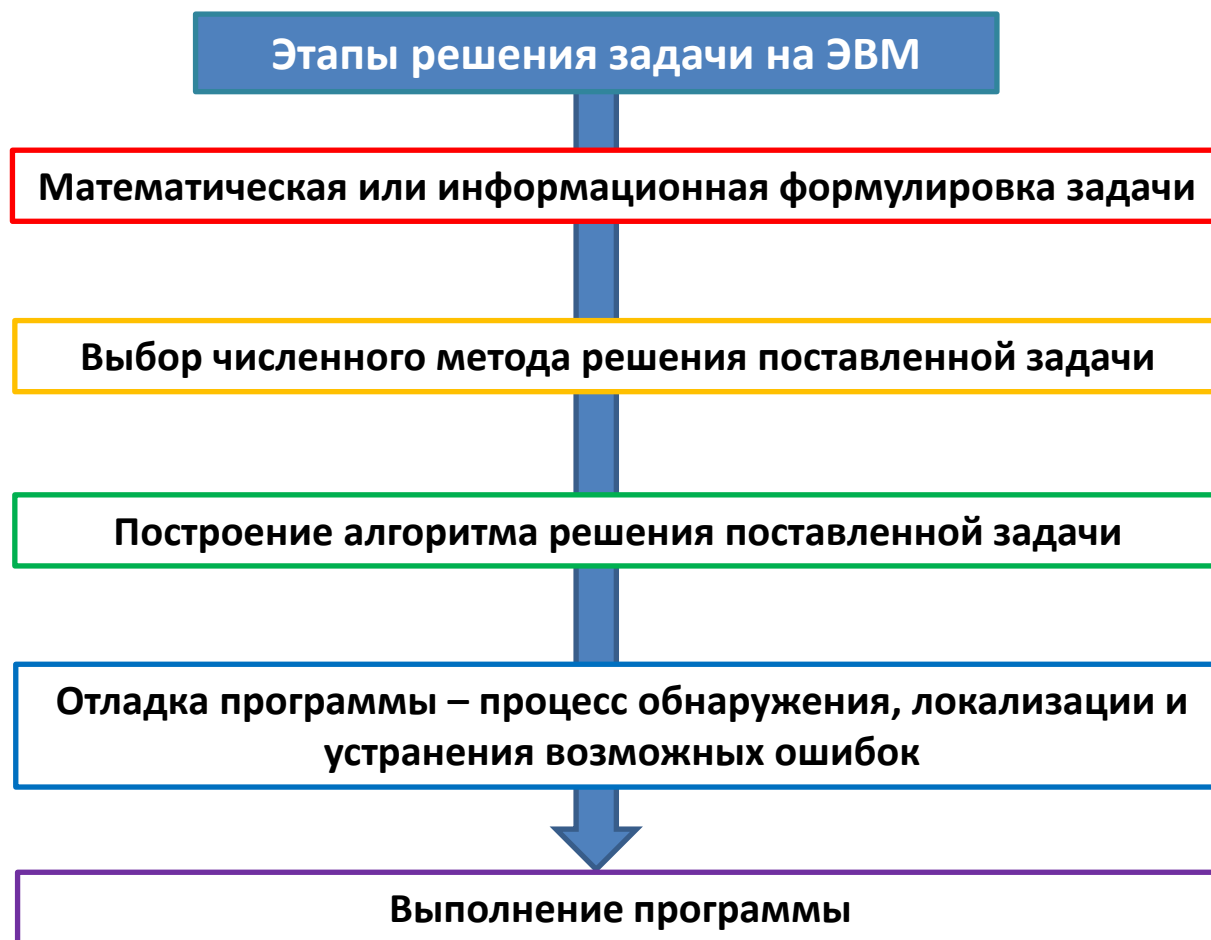 Этапы решения задачи на ЭВМ
Математическая или информационная формулировка задачи
Выбор численного метода решения поставленной задачи
Построение алгоритма решения поставленной задачи
Отладка программы – процесс обнаружения, локализации и
устранения возможных ошибок
Выполнение программы